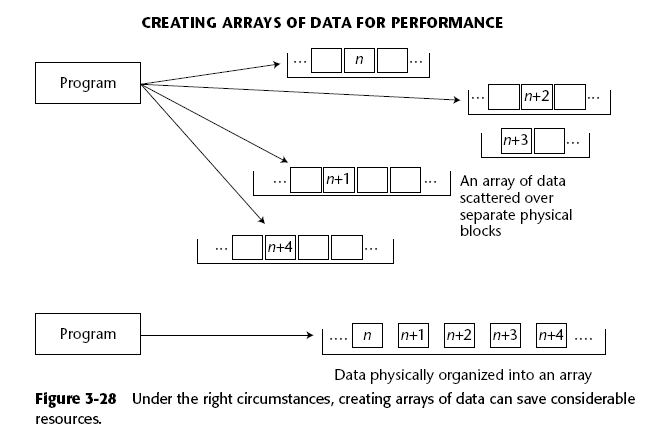 CREATING ARRAYS OF DATA FOR PERFORMANCE
Program
... n ...
... n+2 ...
n+3 ...
... n+1 ...
An array of data
scattered over
separate physical
blocks
... n+4 ...
Program
.... n n+1 n+2 n+3 n+4 ....
Data physically organized into an array
Figure 3-28 Under the right circumstances, creating arrays of data can save considerable
resources.